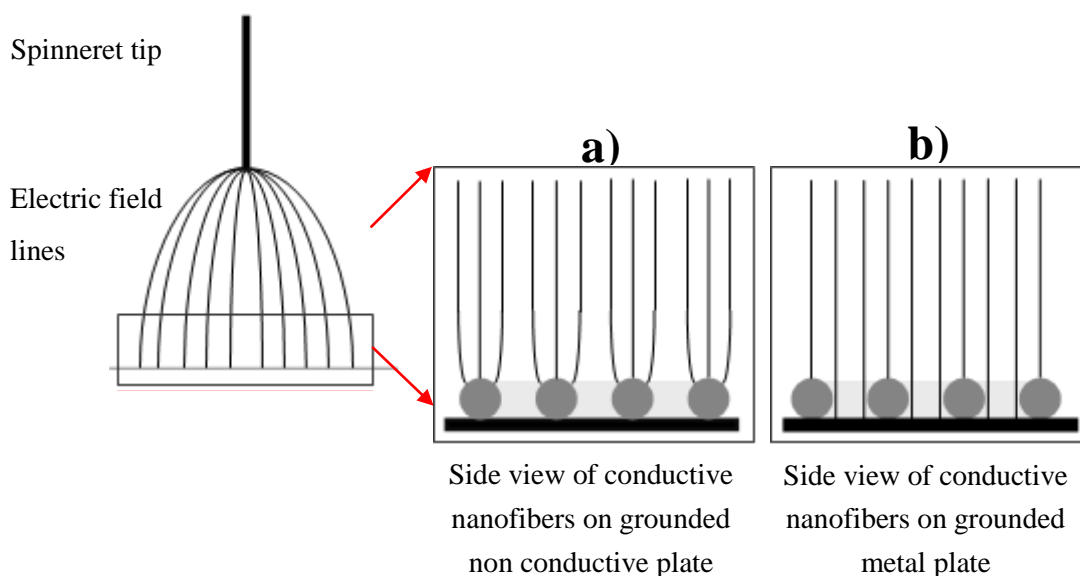 Spinneret tip
Electric field
lines
a)
Side view of conductive
nanofibers on grounded
non conductive plate
b)
Side view of conductive
nanofibers on grounded
metal plate